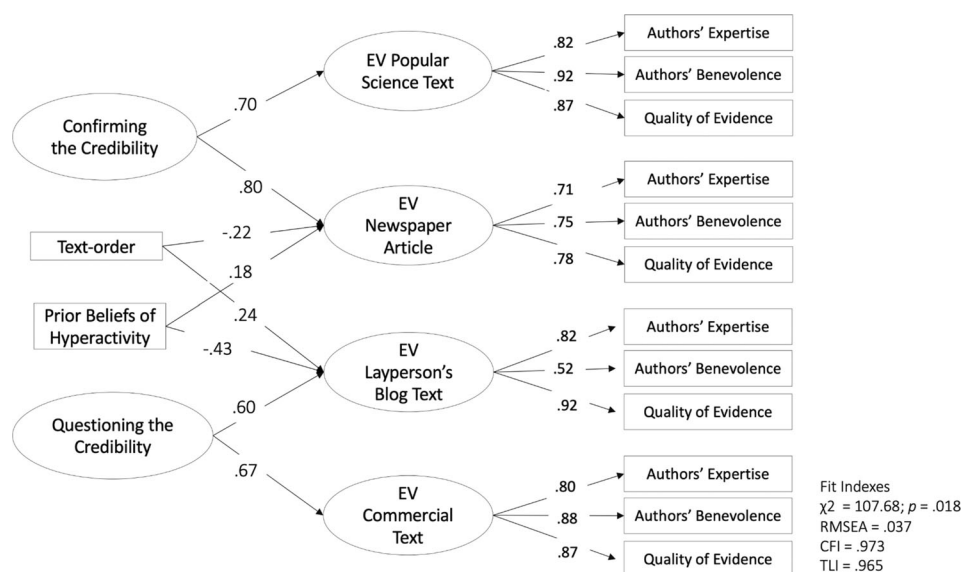 Confirming
the Credibility
Text-order
Prior Beliefs of
Hyperactivity
Questioning the
Credibility
.70
.80
-.22
.18
.24
-.43
.60
.67
EV Popular
Science Text
EV
Newspaper
Article
EV
Layperson's
Blog Text
EV
Commercial
Text
.82
.92
.87
.71
.75
.78
.82
.52
.92
.80
.88
.87
Authors' Expertise
Authors' Benevolence
Quality of Evidence
Authors' Expertise
Authors' Benevolence
Quality of Evidence
Authors' Expertise
Authors' Benevolence
Quality of Evidence
Authors' Expertise
Authors' Benevolence
Quality of Evidence
Fit Indexes
χ2 = 107.68; p = .018
RMSEA = .037
CFI = .973
TLI = .965